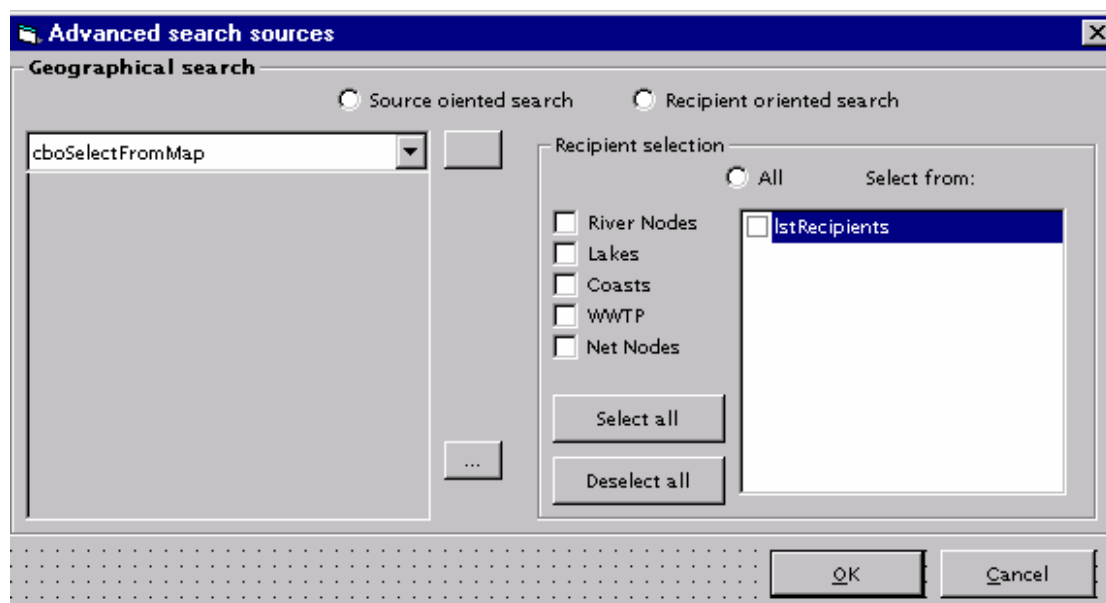 Advanced search sources
Geographical search
Source oiented search
Recipient oriented search
cboSelectFromMap
Recipient selection
All
Select from:
River Nodes
Lakes
Coasts
WWTP
Net Nodes
lstRecipients
Select all
...
Deselect all
OK
Cancel